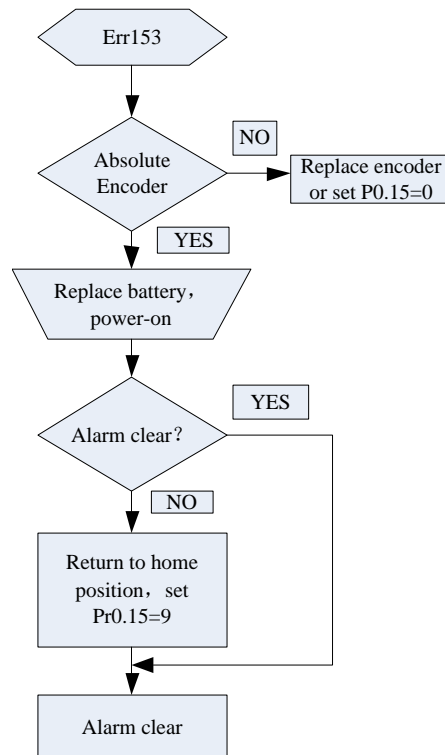 Err153
Absolute
Encoder
NO
Replace encoder
or set P0.15=0
YES
Replace battery，
power-on
YES
Alarm clear？
NO
Return to home
position，set
Pr0.15=9
Alarm clear